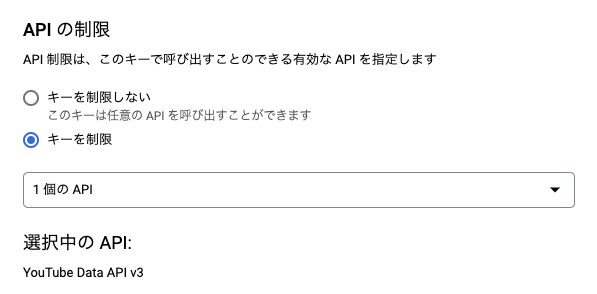 API の制限
API 制限は、このキーで呼び出すことのできる有効な API を指定します
キーを制限しない
このキーは任意の API を呼び出すことができます
キーを制限
1 個の API
選択中の API:
YouTube Data API v3